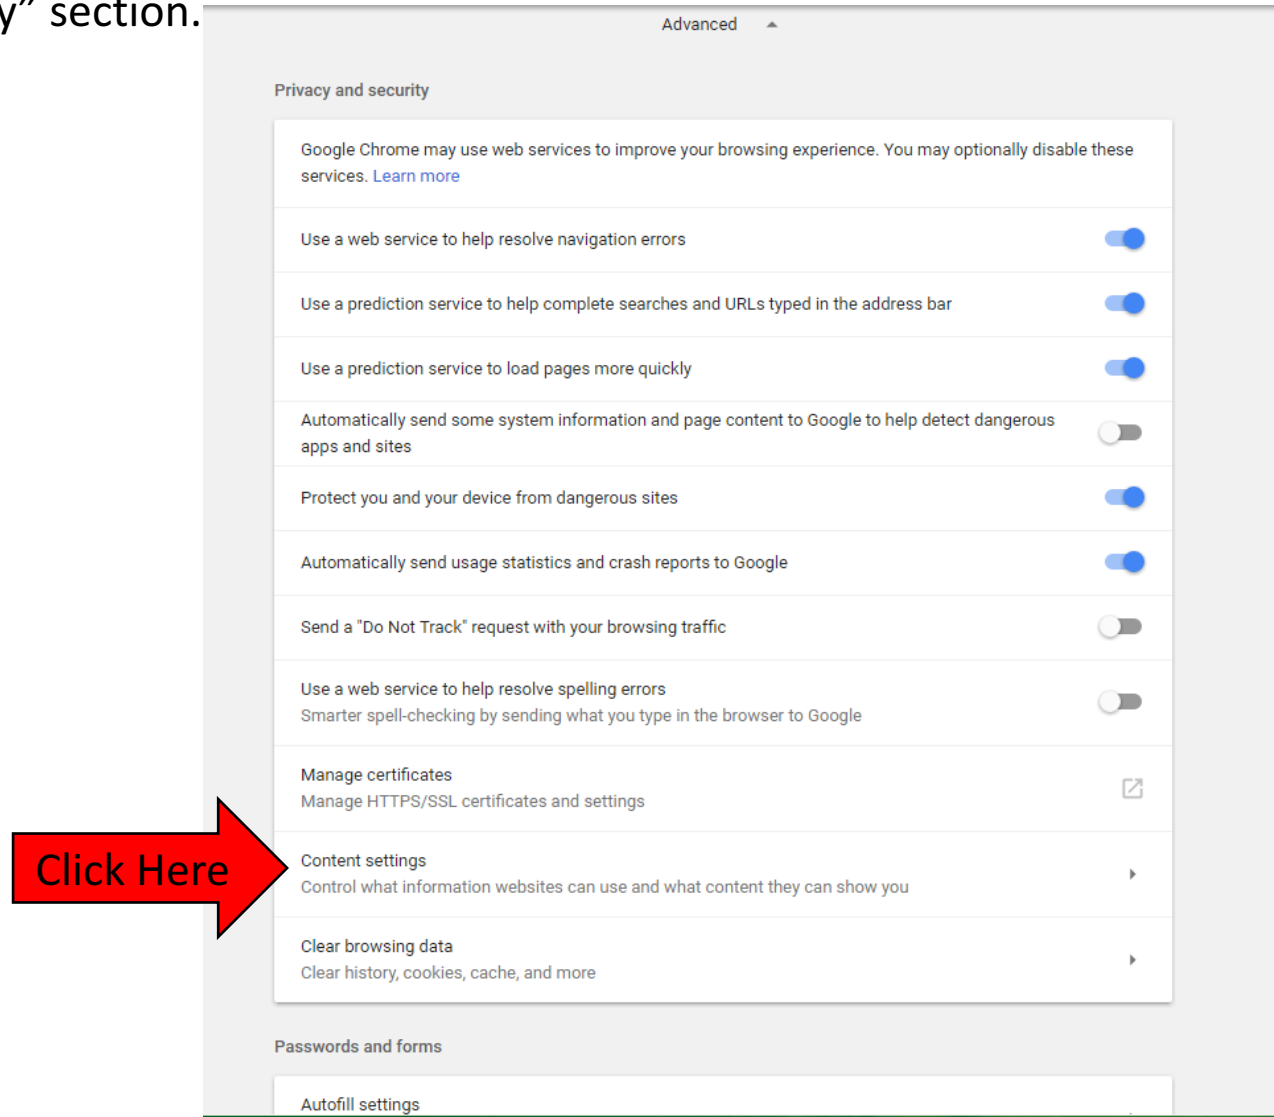 y” section.
Advanced
Privacy and security
Google Chrome may use web services to improve your browsing experience. You may optionally disable these
services. Learn more
Use a web service to help resolve navigation errors
Use a prediction service to help complete searches and URLs typed in the address bar
Use a prediction service to load pages more quickly
Automatically send some system information and page content to Google to help detect dangerous
apps and sites
Protect you and your device from dangerous sites
Automatically send usage statistics and crash reports to Google
Send a "Do Not Track" request with your browsing traffic
Use a web service to help resolve spelling errors
Smarter spell-checking by sending what you type in the browser to Google
Manage certificates
Manage HTTPS/SSL certificates and settings
Click Here
Content settings
Control what information websites can use and what content they can show you
Clear browsing data
Clear history, cookies, cache, and more
Passwords and forms
Autofill settings